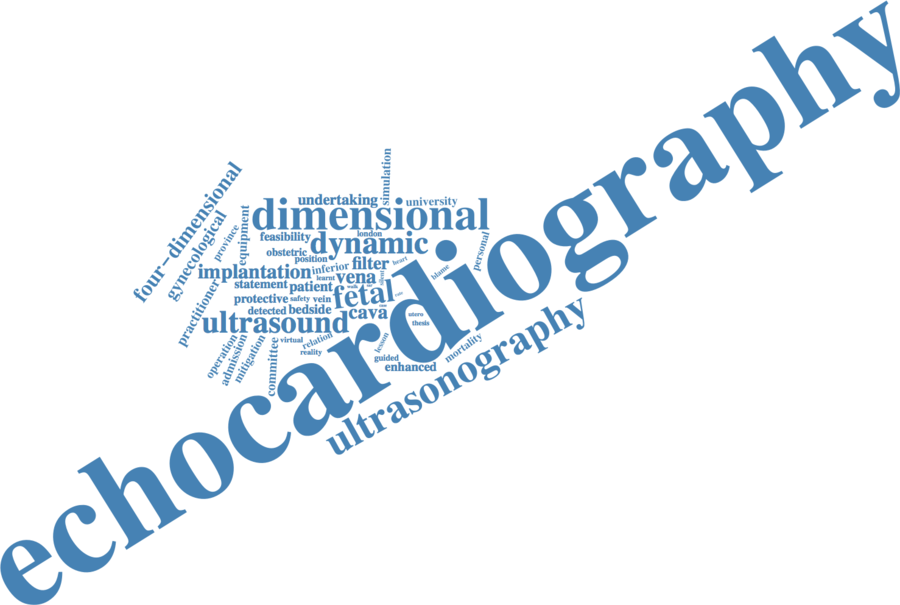 echocardiography
simulation
four-dimensional
undertaking
university
dimensional
gynecological
province
equipment
feasibility
london
dynamic
personal
obstetric
position
inferior
filter
heart
blame
implantation
learnt
vena
statement
patient
fetal
practitioner
protective
safety
vein
detected
bedside
cava
utero
thesis
ultrasound
virtual
relation
reality
lesson
operation
admission
mitigation
committee
guided
enhanced
mortality
ultrasonography